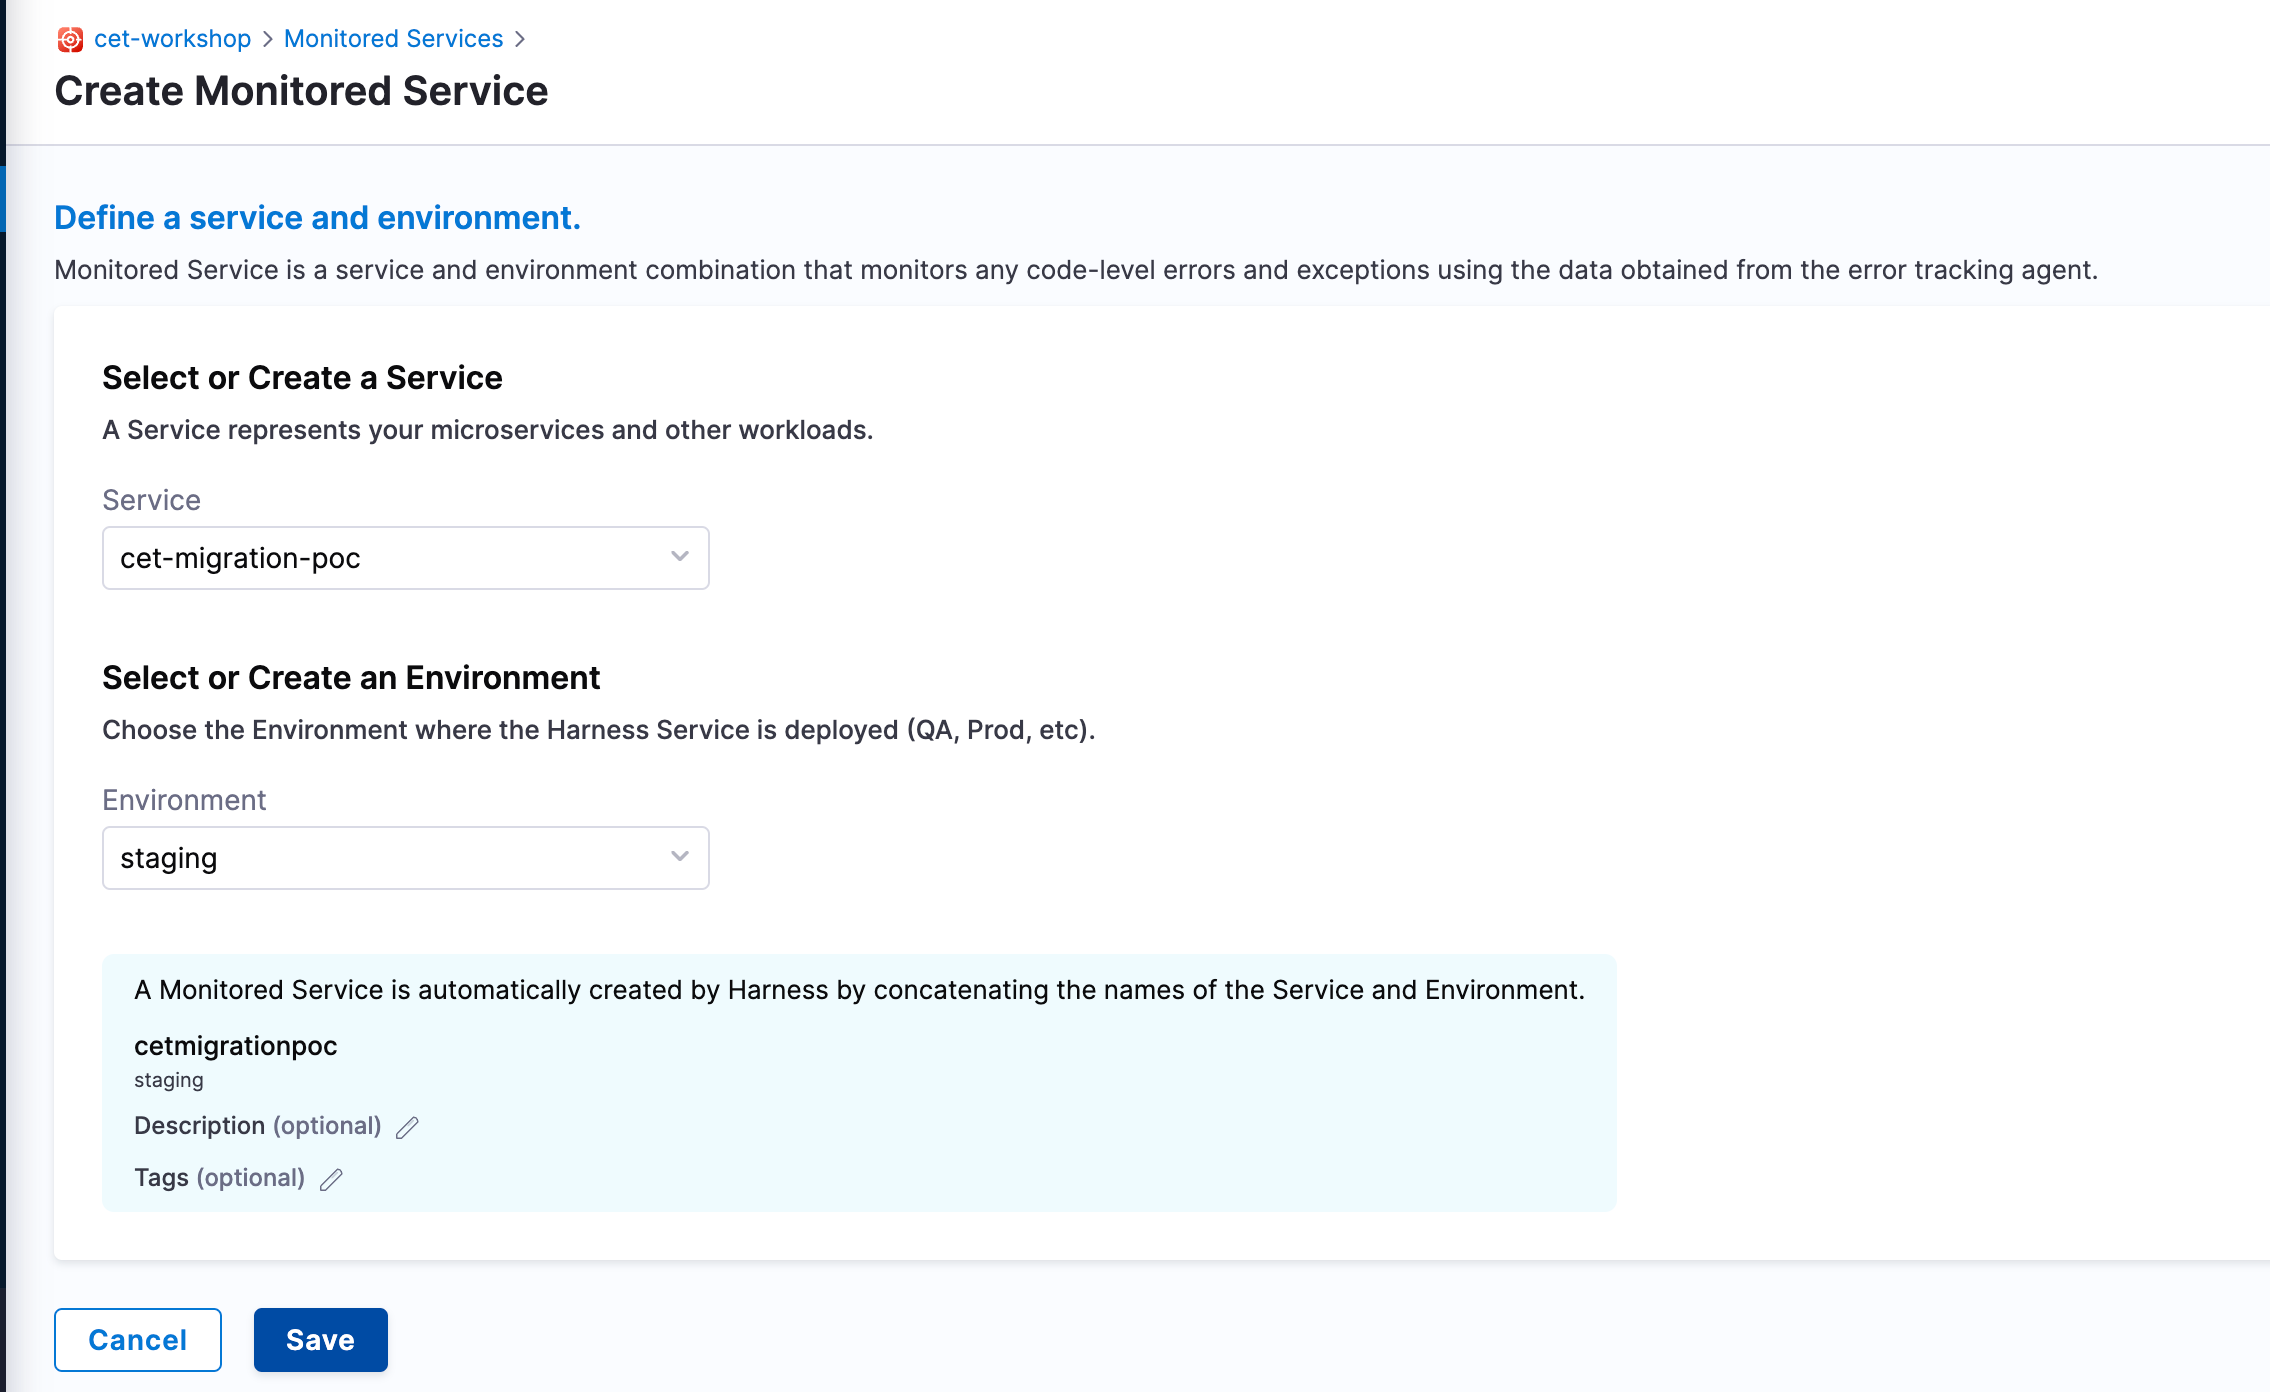 cet-workshop > Monitored Services >
Create Monitored Service
Define a service and environment.
Monitored Service is a service and environment combination that monitors any code-level errors and exceptions using the data obtained from the error tracking agent.
Select or Create a Service
A Service represents your microservices and other workloads.
Service
cet-migration-poc
Select or Create an Environment
Choose the Environment where the Harness Service is deployed (QA, Prod, etc).
Environment
staging
A Monitored Service is automatically created by Harness by concatenating the names of the Service and Environment.
cetmigrationpoc
staging
Description (optional)
Tags (optional)
Cancel Save